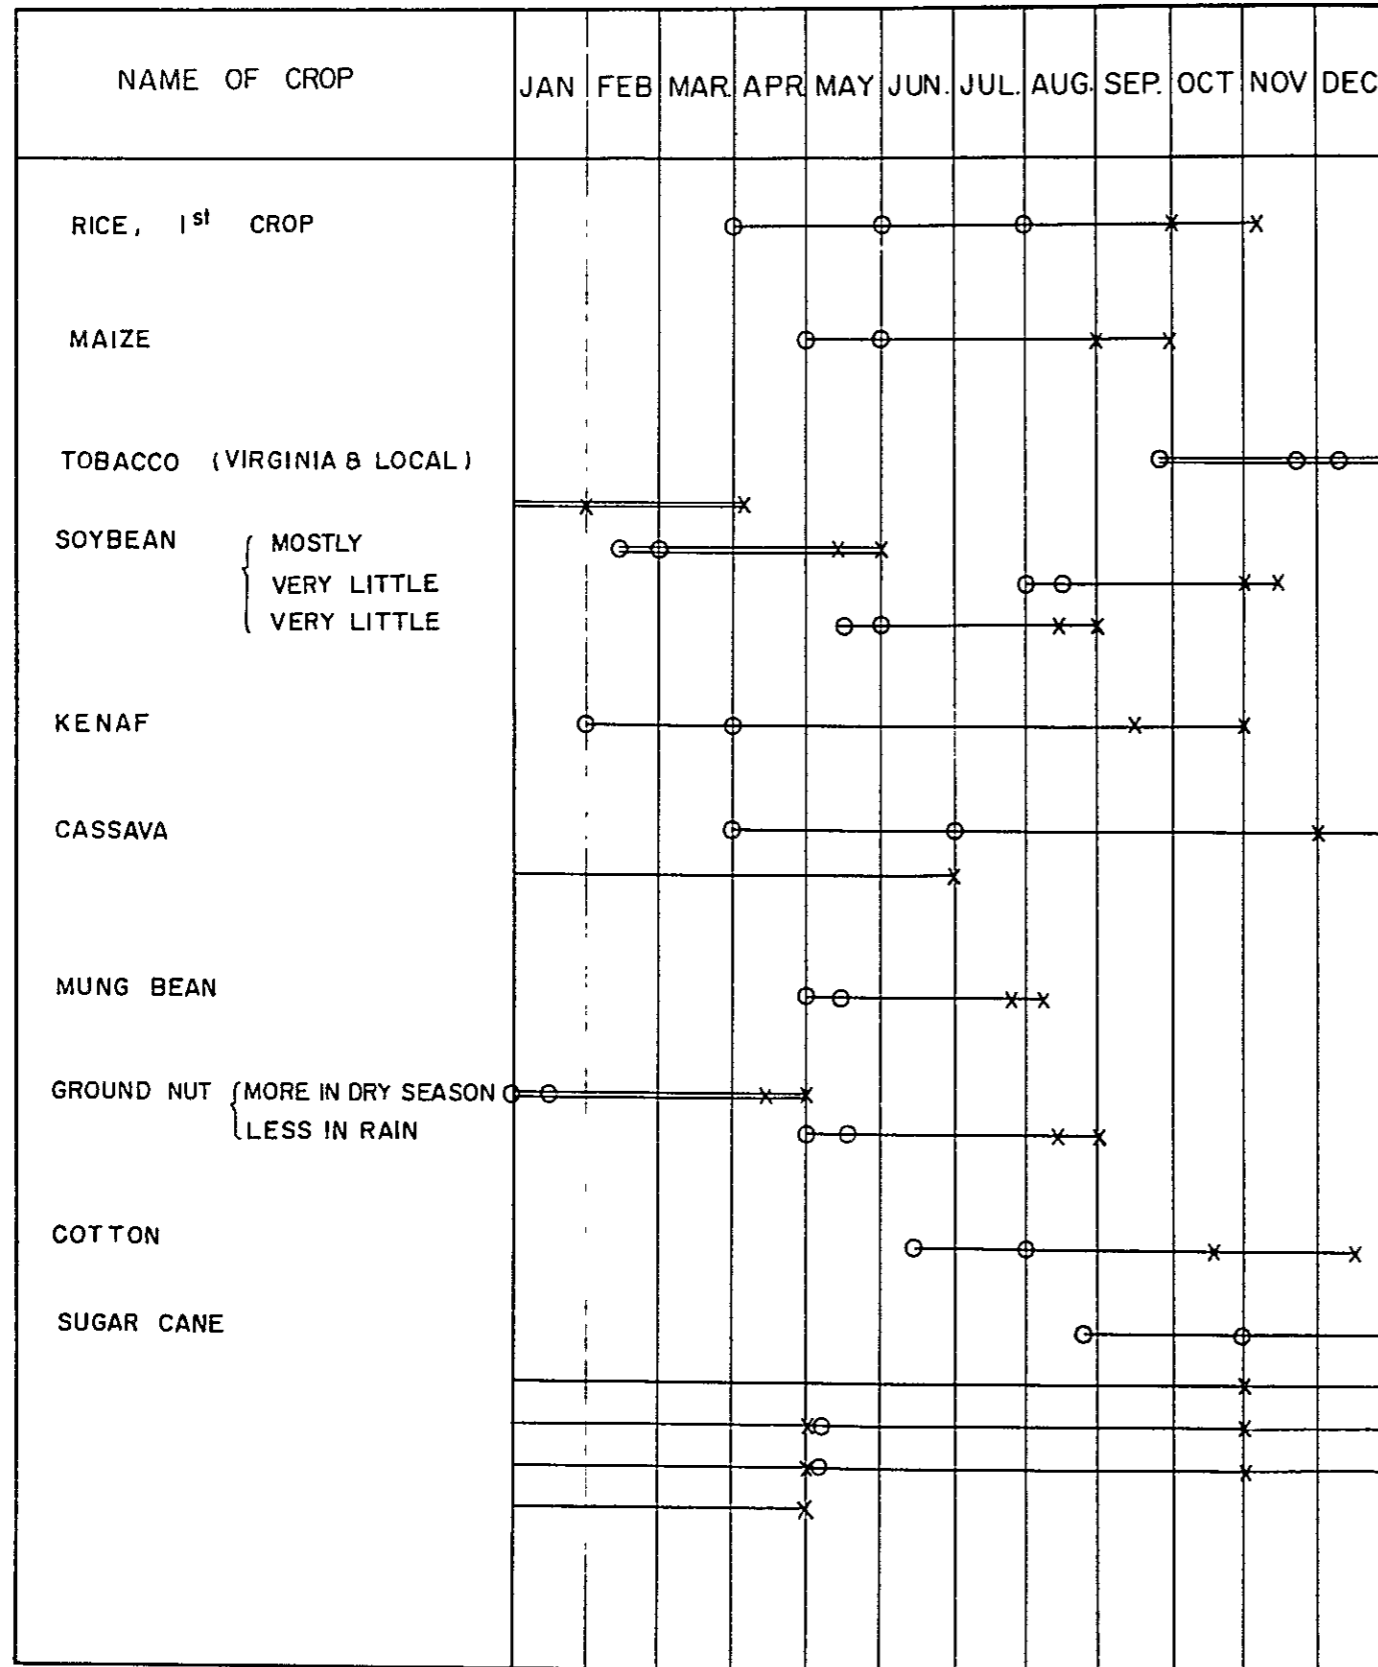 NAME OF CROP JAN FEB MAR. APR. MAY JUN. JUL. AUG. SEP. OCT NOV DEC
RICE, 1st CROP
MAIZE
TOBACCO (VIRGINIA & LOCAL)
SOYBEAN { MOSTLY
VERY LITTLE
VERY LITTLE
KENAF
CASSAVA
MUNG BEAN
GROUND NUT { MORE IN DRY SEASON
LESS IN RAIN
COTTON
SUGAR CANE